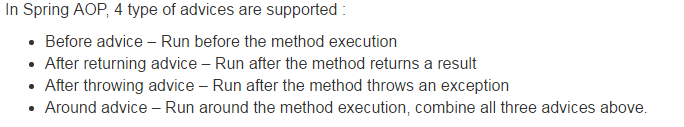 In Spring AOP, 4 type of advices are supported :
• Before advice – Run before the method execution
• After returning advice – Run after the method returns a result
• After throwing advice – Run after the method throws an exception
• Around advice – Run around the method execution, combine all three advices above.